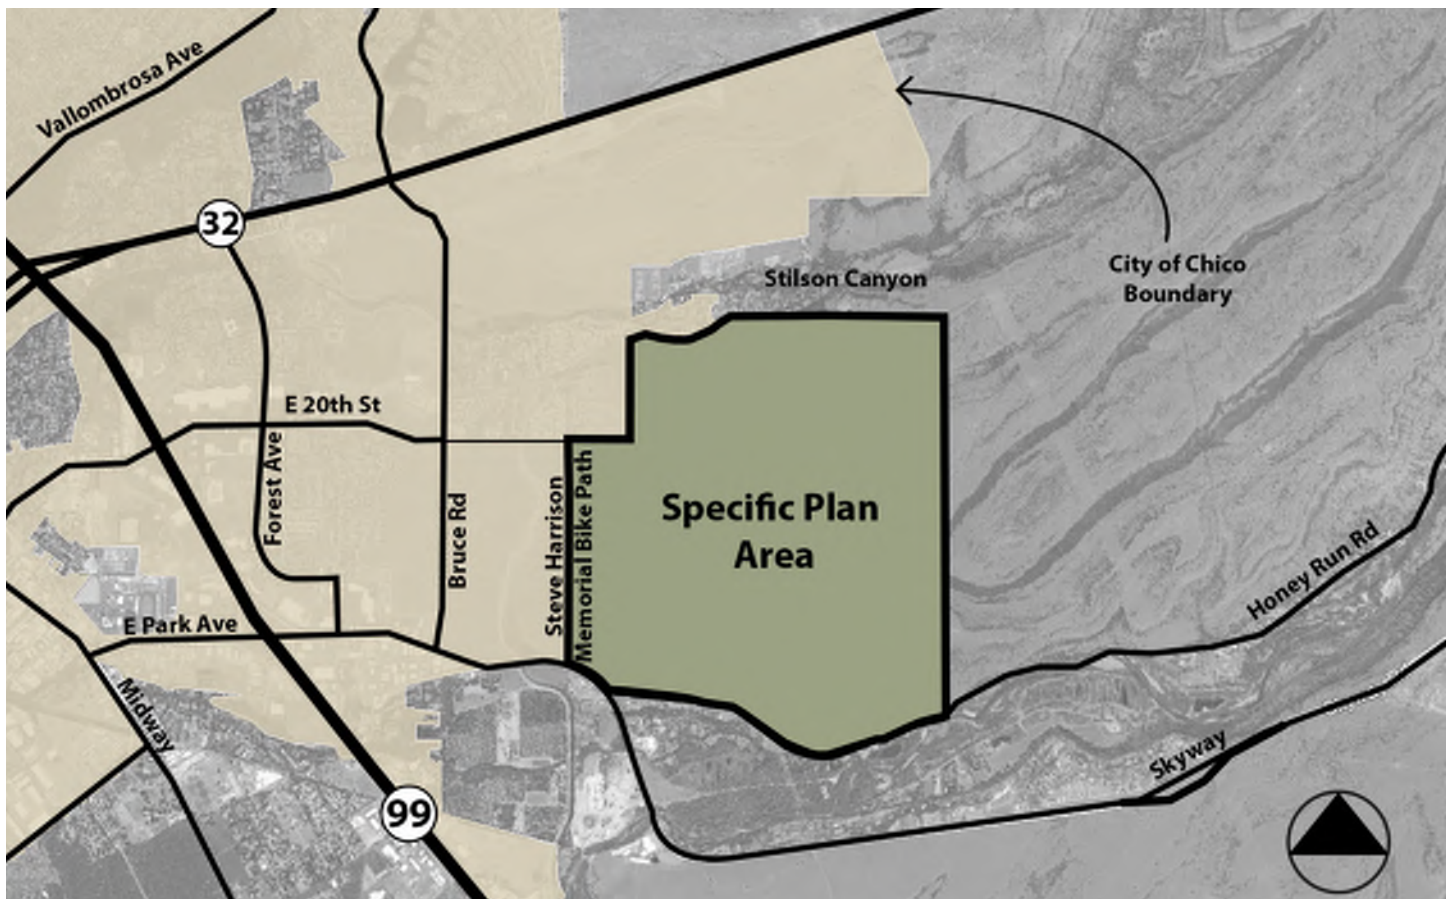 Vallombrosa Ave
32
Stilson Canyon
City of Chico
Boundary
E 20th St
Forest Ave
Bruce Rd
Steve Harrison
Memorial Bike Path
Specific Plan
Area
Honey Run Rd
E Park Ave
Midway
Skyway
99